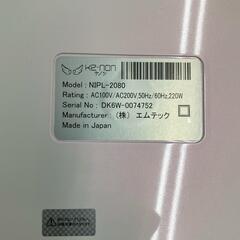 Ke-non
ケノン
Model : NIPL-2080
Rating : AC100V/AC200V,50Hz/60Hz,220W
Serial No : DK6W-0074752
Manufacturer : (株) エムテック
Made in Japan